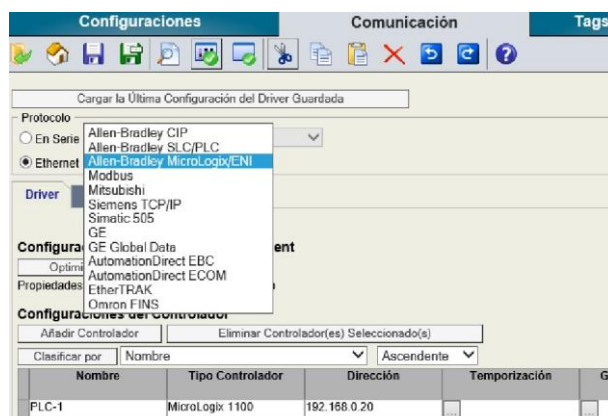 Configuraciones Comunicación Tags
Cargar la Última Configuración del Driver Guardada
Protocolo
En Serie
Ethernet
Allen-Bradley CIP
Allen-Bradley SLC/PLC
Allen-Bradley MicroLogix/ENI
Modbus
Mitsubishi
Siemens TCP/IP
Simatic 505
GE
GE Global Data
AutomationDirect EBC
AutomationDirect ECOM
EtherTRAK
Omron FINS
Driver
Configura ent
Optimi
Propiedades
Configuraciones del Controlador
Añadir Controlador Eliminar Controlador(es) Seleccionado(s)
Clasificar por Nombre Ascendente
Nombre Tipo Controlador Dirección Temporización G
PLC-1 MicroLogix 1100 192.168.0.20 ... ...